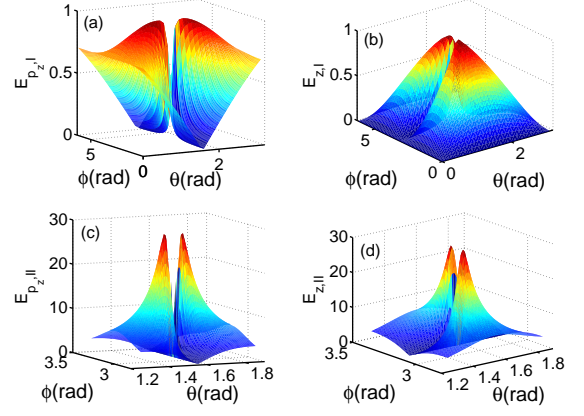 (a)
1
0.5
0
E_{p_z,I}
5
0
2
ϕ(rad)
θ(rad)
(b)
1
0.5
0
E_{z,I}
5
0
0
2
ϕ(rad)
θ(rad)
(c)
30
20
10
0
E_{p_z,II}
3.5
3
1.2
1.4
1.6
1.8
ϕ(rad)
θ(rad)
(d)
30
20
10
0
E_{z,II}
3.5
3
1.2
1.4
1.6
1.8
ϕ(rad)
θ(rad)